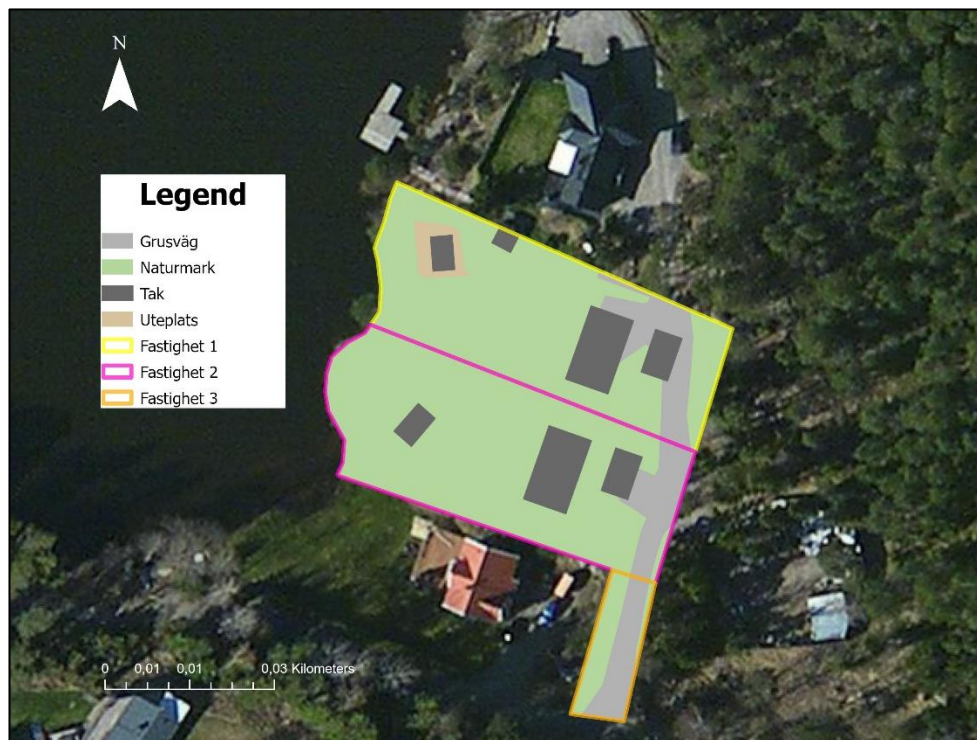 N
Legend
Grusväg
Naturmark
Tak
Uteplats
Fastighet 1
Fastighet 2
Fastighet 3
0 0,01 0,01 0,03 Kilometers